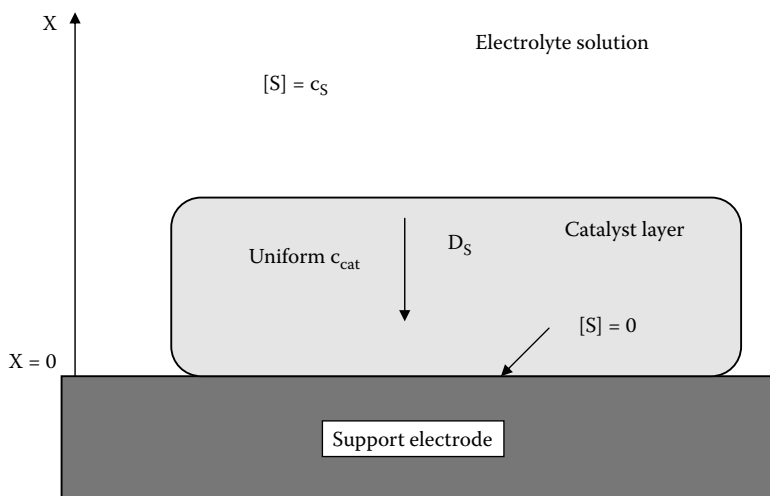 X
Electrolyte solution
[S] = c_S
Catalyst layer
Uniform c_cat
D_S
[S] = 0
X = 0
Support electrode